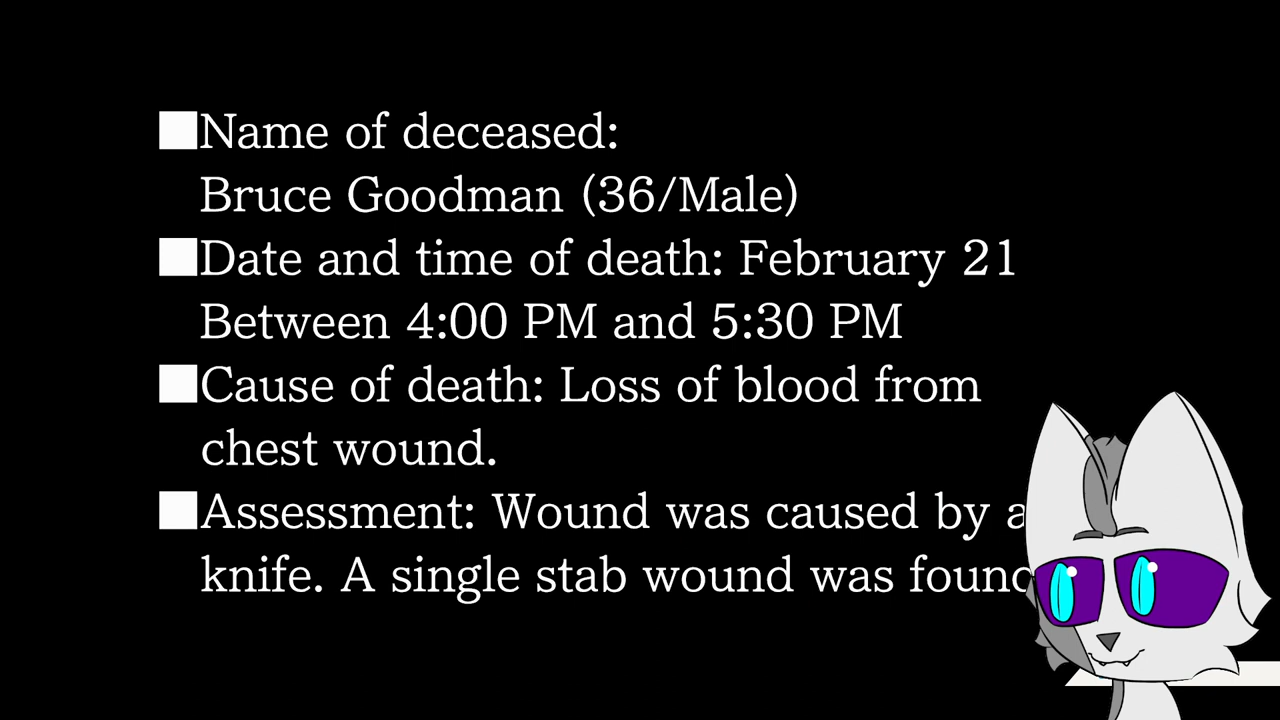 Name of deceased:
Bruce Goodman (36/Male)
Date and time of death: February 21
Between 4:00 PM and 5:30 PM
Cause of death: Loss of blood from
chest wound.
Assessment: Wound was caused by a
knife. A single stab wound was found